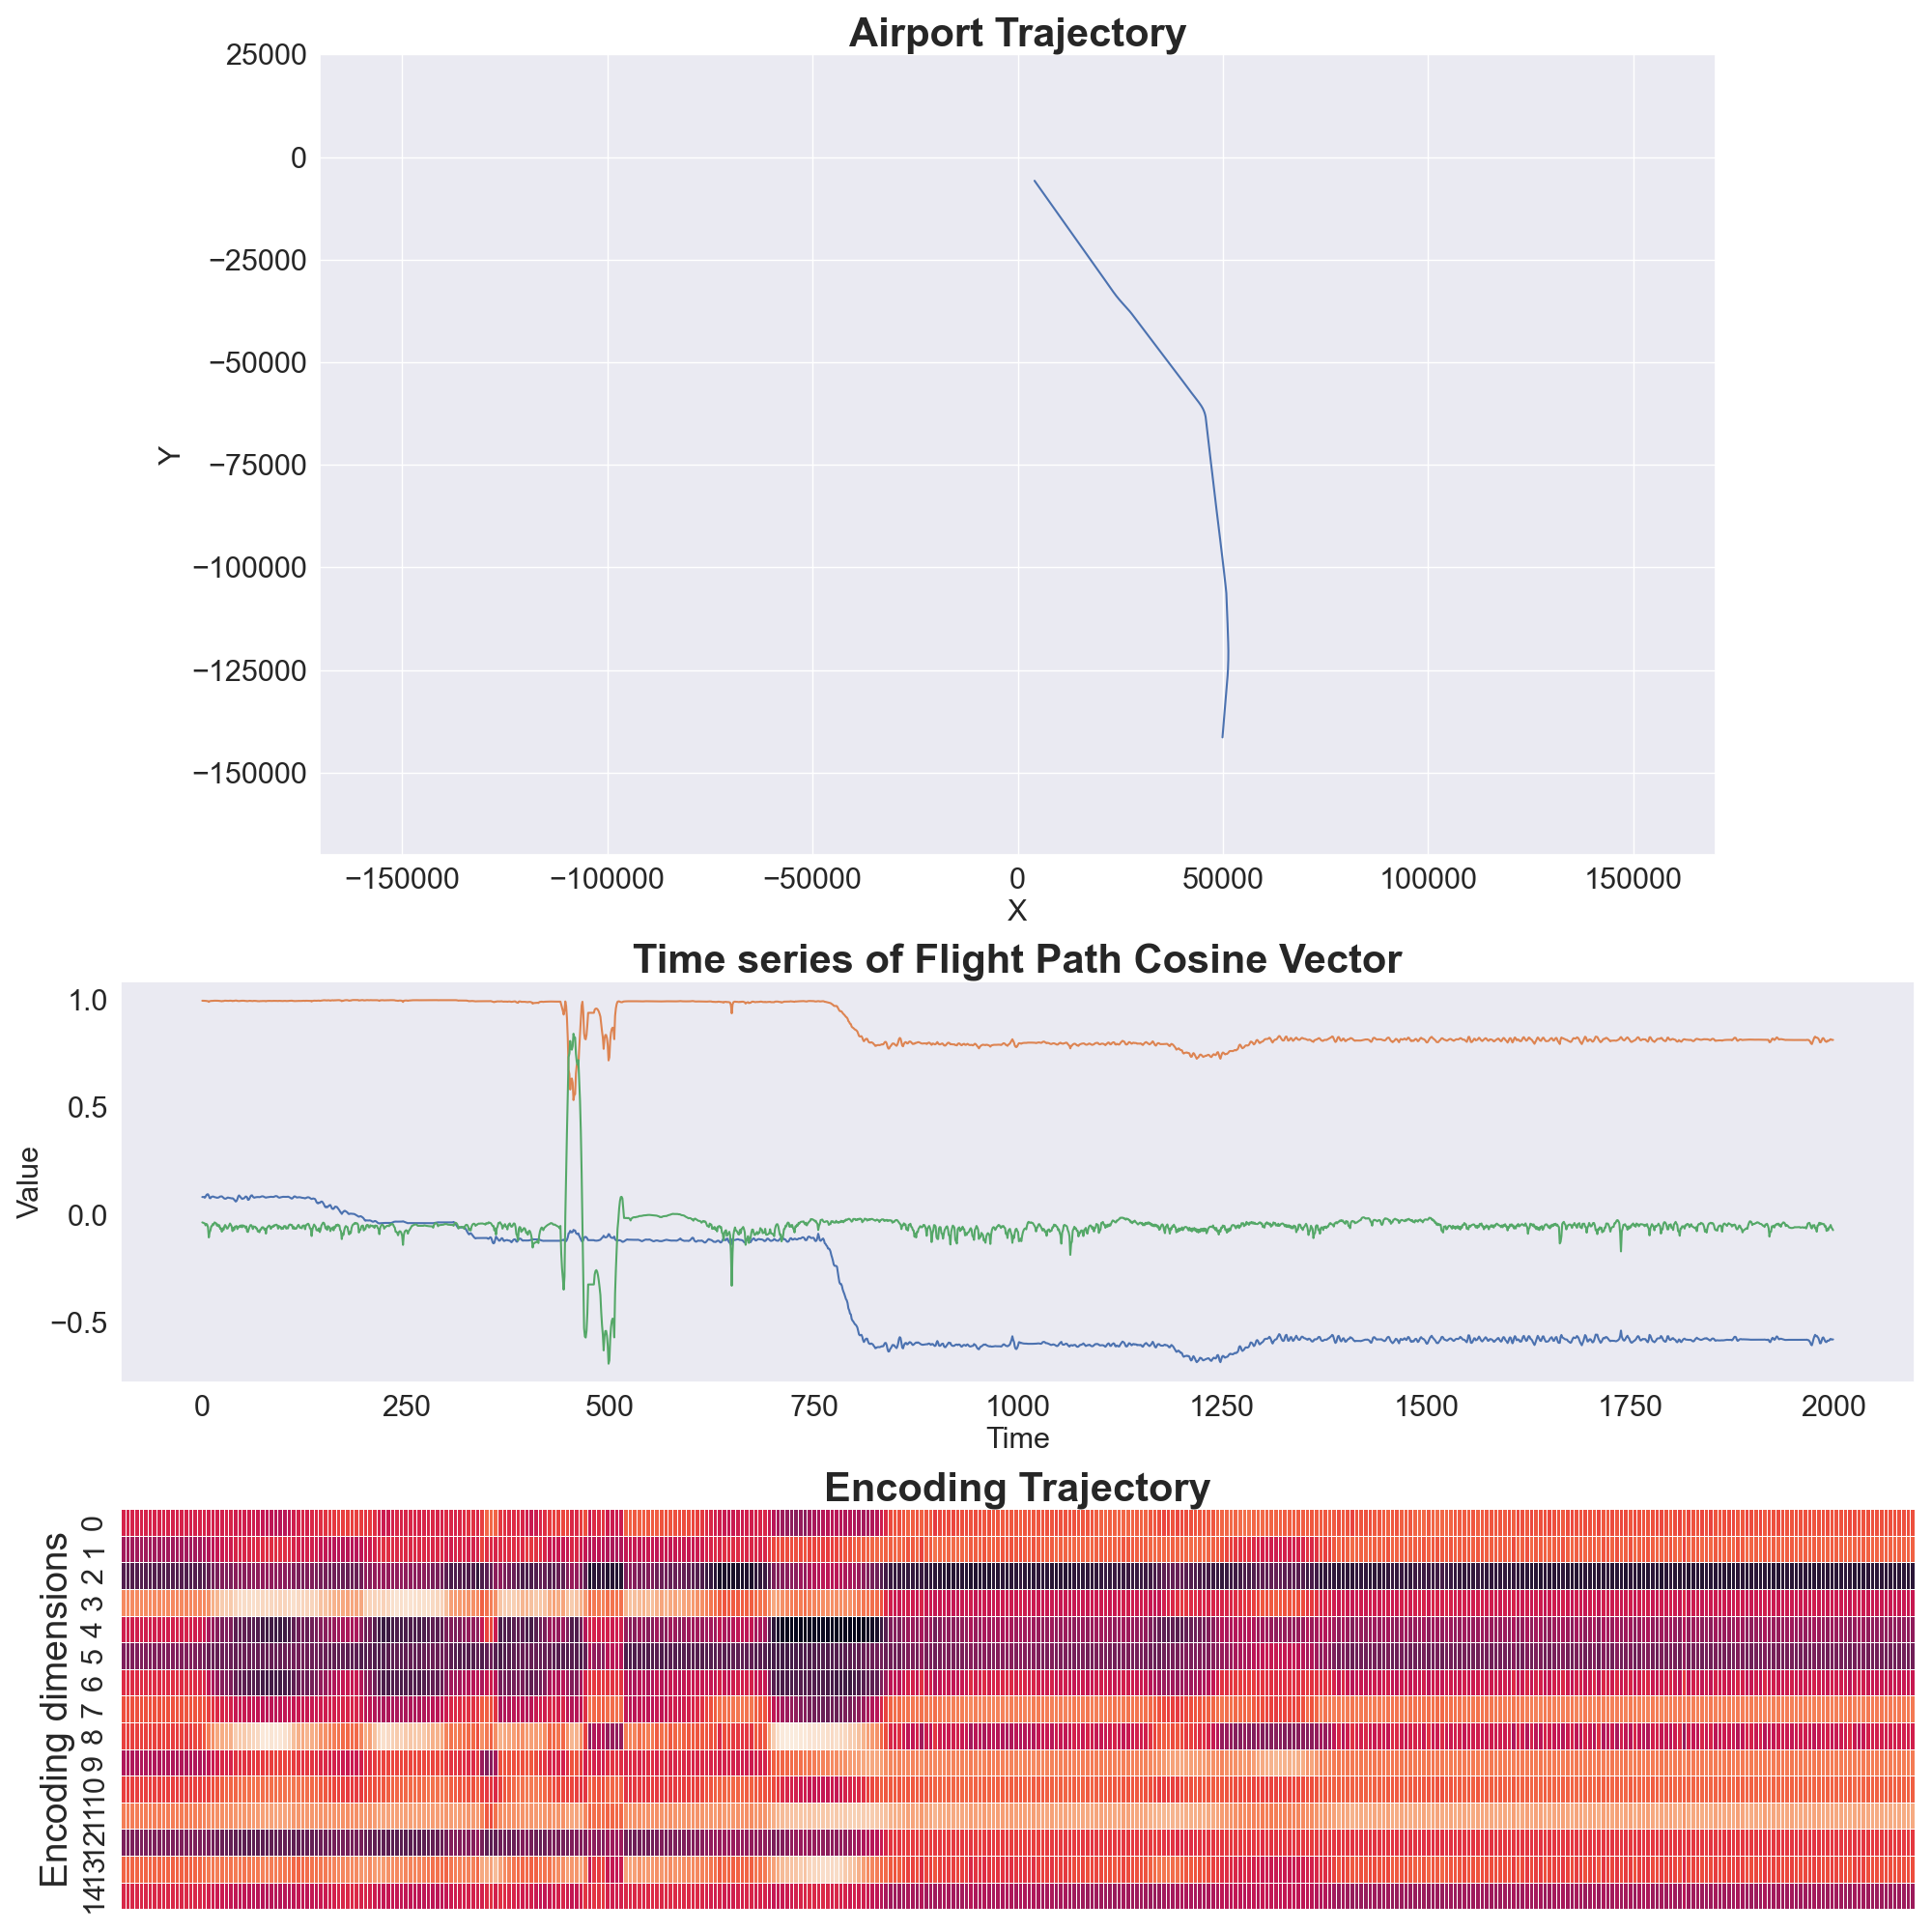 Airport Trajectory
25000
0
−25000
−50000
−75000
−100000
−125000
−150000
Y
−150000 −100000 −50000 0 50000 100000 150000
X
Time series of Flight Path Cosine Vector
1.0
0.5
0.0
−0.5
Value
0 250 500 750 1000 1250 1500 1750 2000
Time
Encoding Trajectory
0
1
2
3
4
5
6
7
8
9
10
11
12
13
14
Encoding dimensions